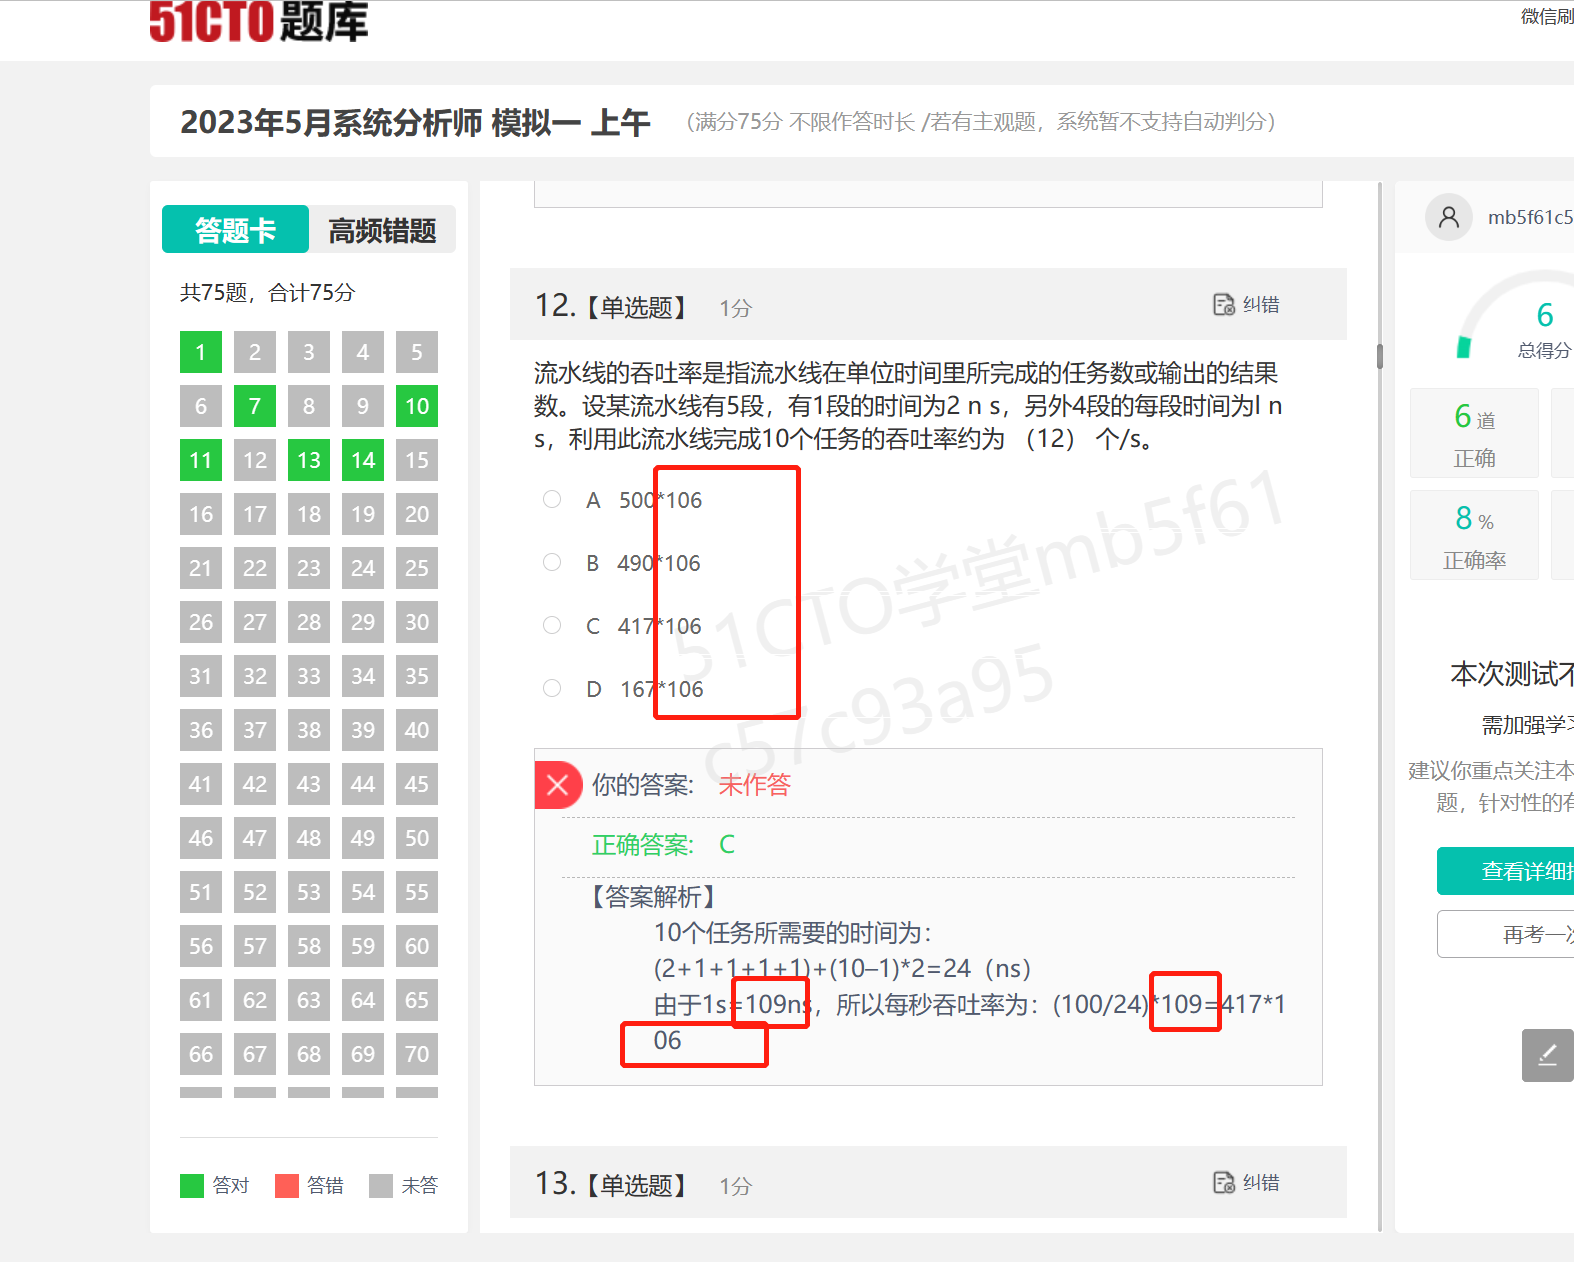 51CTO题库
微信刷
2023年5月系统分析师 模拟一 上午 （满分75分 不限作答时长 /若有主观题，系统暂不支持自动判分）
答题卡 高频错题
共75题，合计75分
1 2 3 4 5
6 7 8 9 10
11 12 13 14 15
16 17 18 19 20
21 22 23 24 25
26 27 28 29 30
31 32 33 34 35
36 37 38 39 40
41 42 43 44 45
46 47 48 49 50
51 52 53 54 55
56 57 58 59 60
61 62 63 64 65
66 67 68 69 70
答对 答错 未答
12.【单选题】 1分 纠错
流水线的吞吐率是指流水线在单位时间里所完成的任务数或输出的结果
数。设某流水线有5段，有1段的时间为2 n s，另外4段的每段时间为l n
s，利用此流水线完成10个任务的吞吐率约为 （12） 个/s。
A 500*106
B 490*106
C 417*106
D 167*106
51CTO学堂mb5f61
c57c93a95
你的答案: 未作答
正确答案: C
【答案解析】
10个任务所需要的时间为：
(2+1+1+1+1)+(10–1)*2=24（ns）
由于1s=109ns，所以每秒吞吐率为：(100/24)*109=417*1
06
13.【单选题】 1分 纠错
mb5f61c5
6
总得分
6 道
正确
8 %
正确率
本次测试不
需加强学习
建议你重点关注本
题，针对性的有
查看详细
再考一次